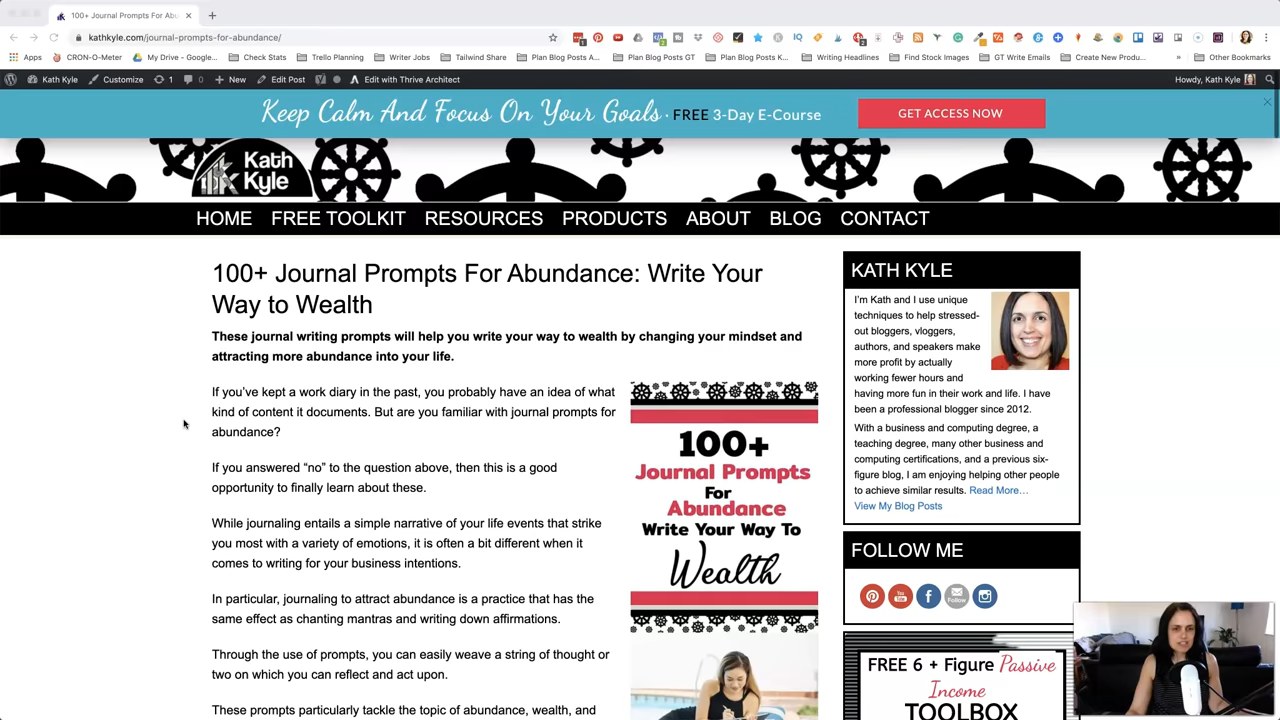 100+ Journal Prompts For Abu
kathkyle.com/journal-prompts-for-abundance/
Apps
CRON-O-Meter
My Drive – Google...
Check Stats
Trello Planning
Writer Jobs
Tailwind Share
Plan Blog Posts A...
Plan Blog Posts GT
Plan Blog Posts K...
Writing Headlines
Find Stock Images
GT Write Emails
Create New Produ...
»
Other Bookmarks
Kath Kyle
Customize
1
0
+ New
Edit Post
Edit with Thrive Architect
Howdy, Kath Kyle
Keep Calm And Focus On Your Goals · FREE 3-Day E-Course
GET ACCESS NOW
Kath
Kyle
HOME FREE TOOLKIT RESOURCES PRODUCTS ABOUT BLOG CONTACT
100+ Journal Prompts For Abundance: Write Your
Way to Wealth
These journal writing prompts will help you write your way to wealth by changing your mindset and
attracting more abundance into your life.
If you’ve kept a work diary in the past, you probably have an idea of what
kind of content it documents. But are you familiar with journal prompts for
abundance?
If you answered “no” to the question above, then this is a good
opportunity to finally learn about these.
While journaling entails a simple narrative of your life events that strike
you most with a variety of emotions, it is often a bit different when it
comes to writing for your business intentions.
In particular, journaling to attract abundance is a practice that has the
same effect as chanting mantras and writing down affirmations.
Through the use of prompts, you can easily weave a string of thought or
two on which you can reflect and act upon.
These prompts particularly tackle the topic of abundance, wealth, and
100+
Journal Prompts
For
Abundance
Write Your Way To
Wealth
KATH KYLE
I’m Kath and I use unique
techniques to help stressed-
out bloggers, vloggers,
authors, and speakers make
more profit by actually
working fewer hours and
having more fun in their work and life. I have
been a professional blogger since 2012.
With a business and computing degree, a
teaching degree, many other business and
computing certifications, and a previous six-
figure blog, I am enjoying helping other people
to achieve similar results. Read More…
View My Blog Posts
FOLLOW ME
You
Tube
Follow
FREE 6 + Figure Passive
Income
TOOLBOX